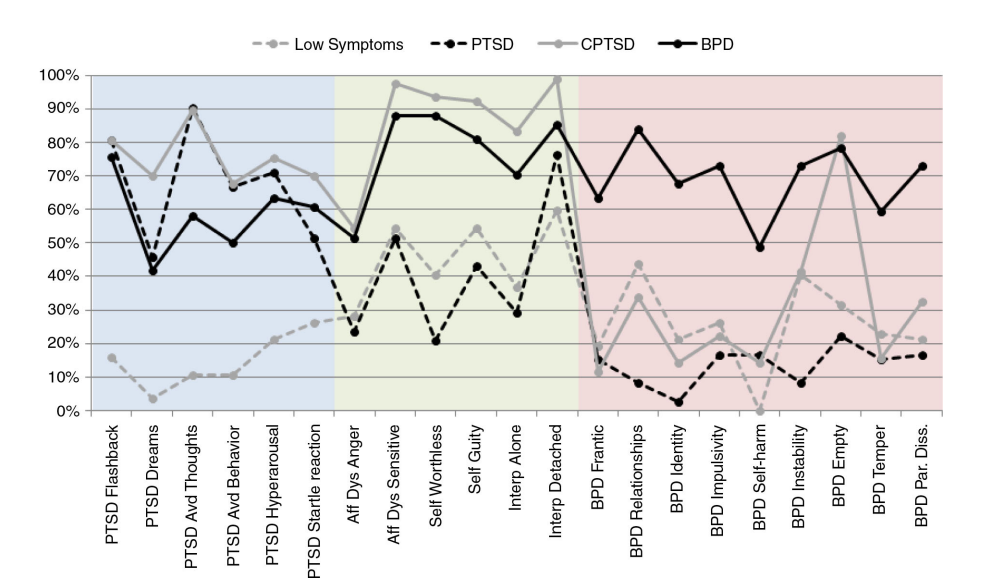 Low Symptoms PTSD CPTSD BPD
100%
90%
80%
70%
60%
50%
40%
30%
20%
10%
0%
PTSD Flashback
PTSD Dreams
PTSD Avd Thoughts
PTSD Avd Behavior
PTSD Hyperarousal
PTSD Startle reaction
Aff Dys Anger
Aff Dys Sensitive
Self Worthless
Self Guity
Interp Alone
Interp Detached
BPD Frantic
BPD Relationships
BPD Identity
BPD Impulsivity
BPD Self-harm
BPD Instability
BPD Empty
BPD Temper
BPD Par. Diss.